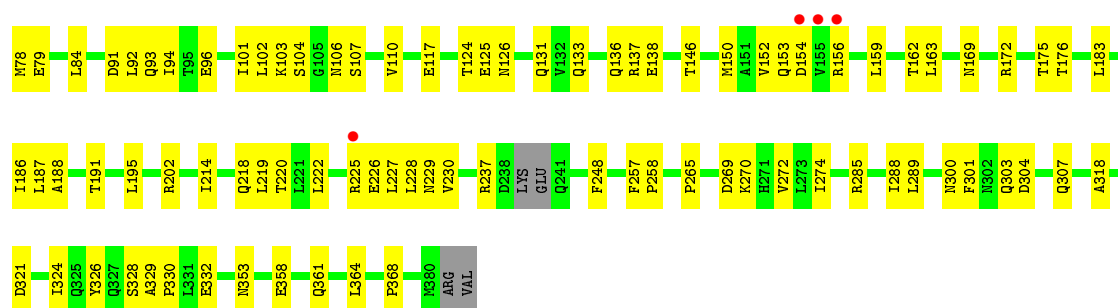 M78 E79 L84 D91 L92 Q93 I94 T95 E96 I101 L102 K103 S104 G105 N106 S107 V110 E117 T124 E125 N126 Q131 V132 Q133 Q136 R137 E138 T146 M150 A151 V152 Q153 D154 V155 R156 L159 T162 L163 N169 R172 T175 T176 L183
I186 L187 A188 T191 L195 R202 I214 Q218 L219 T220 L221 L222 R225 E226 L227 L228 N229 V230 R237 D238 LYS GLU Q241 F248 F257 P258 P265 D269 K270 H271 V272 L273 I274 R285 I288 L289 N300 F301 N302 Q303 D304 Q307 A318
D321 I324 Q325 Y326 Q327 S328 A329 P330 L331 E332 N353 E358 Q361 L364 P368 M380 ARG VAL